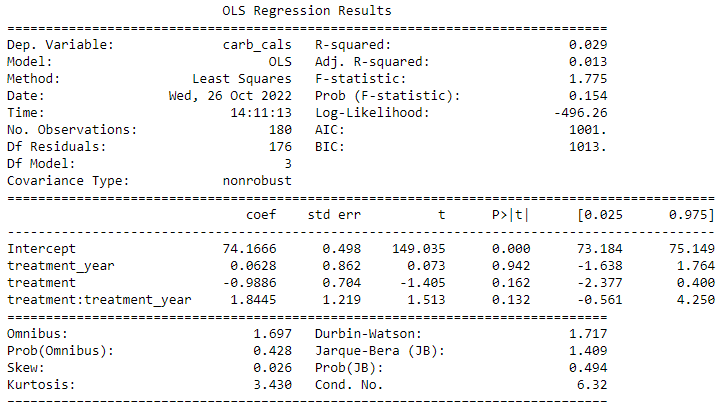 OLS Regression Results
==============================================================================
Dep. Variable: carb_cals R-squared: 0.029
Model: OLS Adj. R-squared: 0.013
Method: Least Squares F-statistic: 1.775
Date: Wed, 26 Oct 2022 Prob (F-statistic): 0.154
Time: 14:11:13 Log-Likelihood: -496.26
No. Observations: 180 AIC: 1001.
Df Residuals: 176 BIC: 1013.
Df Model: 3
Covariance Type: nonrobust
============================================================================================
coef std err t P>|t| [0.025 0.975]
--------------------------------------------------------------------------------------------
Intercept 74.1666 0.498 149.035 0.000 73.184 75.149
treatment_year 0.0628 0.862 0.073 0.942 -1.638 1.764
treatment -0.9886 0.704 -1.405 0.162 -2.377 0.400
treatment:treatment_year 1.8445 1.219 1.513 0.132 -0.561 4.250
==============================================================================
Omnibus: 1.697 Durbin-Watson: 1.717
Prob(Omnibus): 0.428 Jarque-Bera (JB): 1.409
Skew: 0.026 Prob(JB): 0.494
Kurtosis: 3.430 Cond. No. 6.32
------------------------------------------------------------------------------